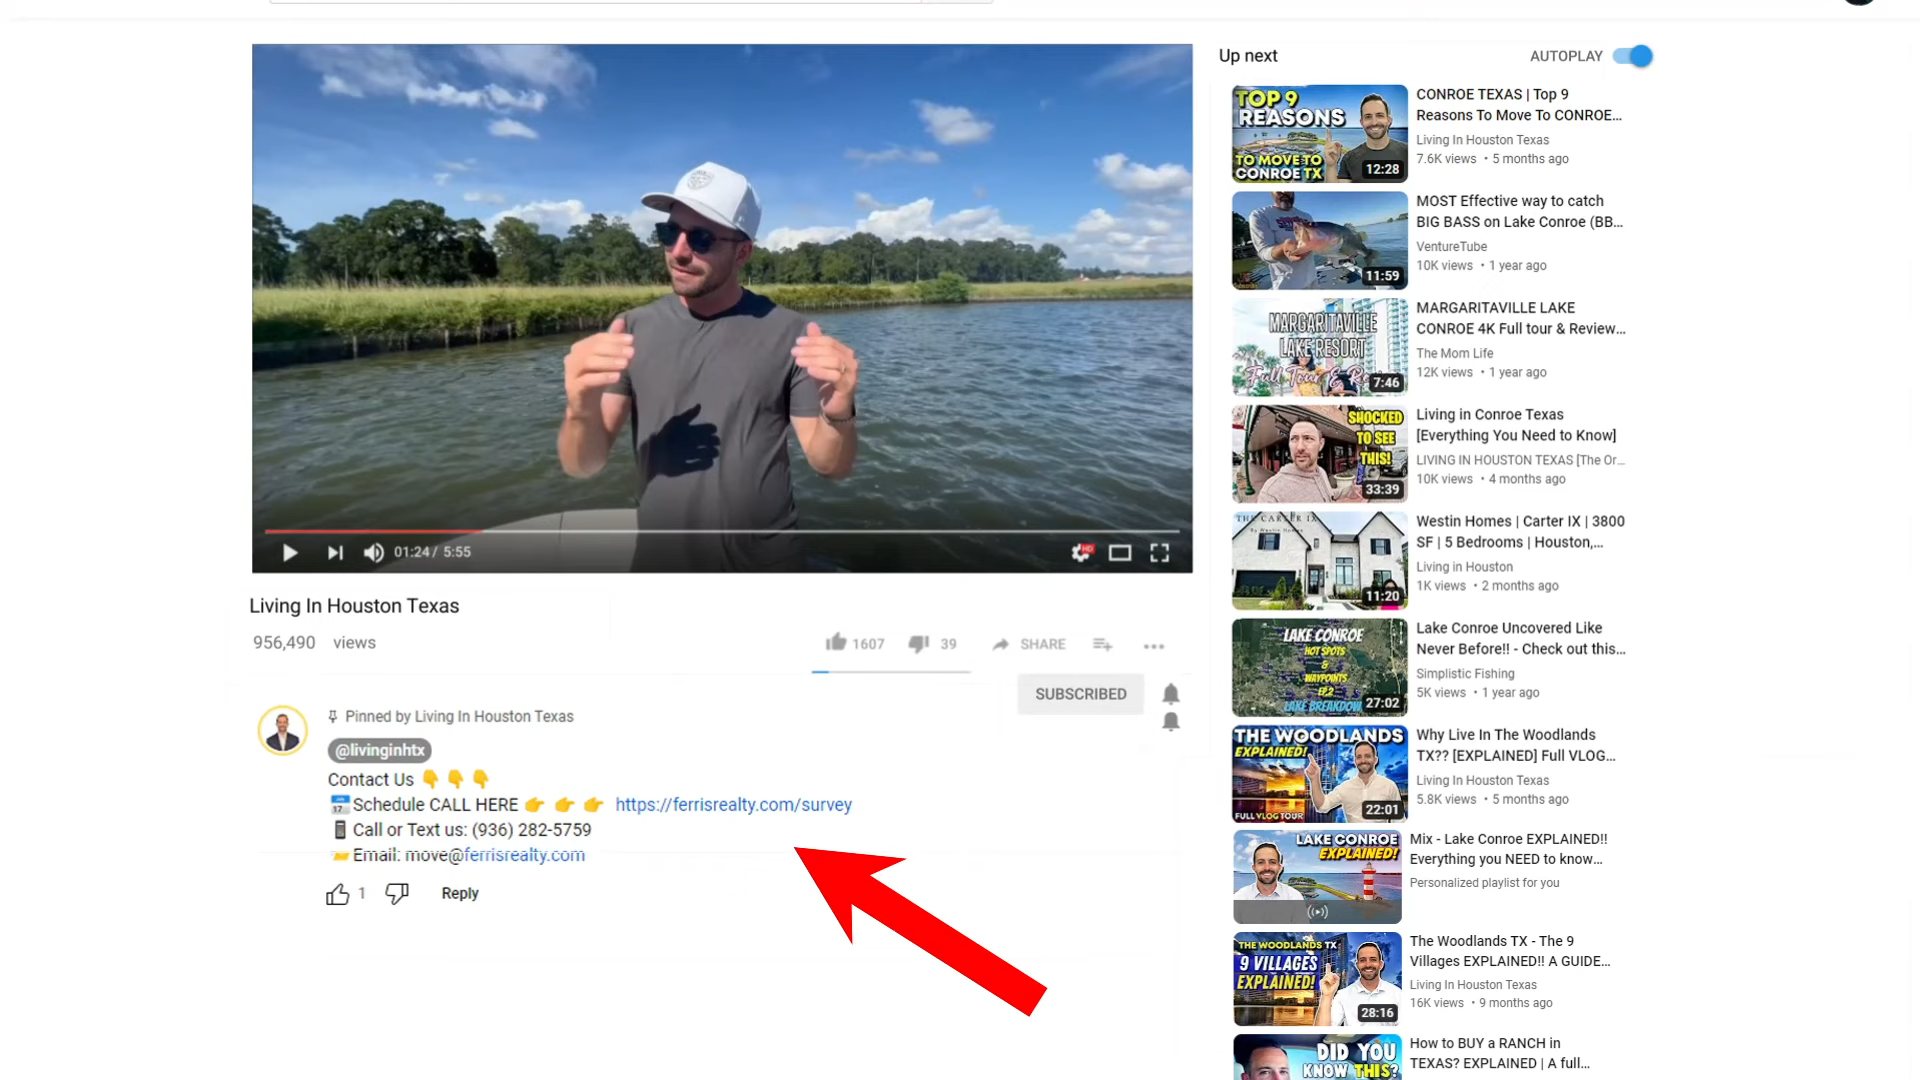 01:24 / 5:55
HD
Living In Houston Texas
956,490 views
1607
39
SHARE
SUBSCRIBED
Pinned by Living In Houston Texas
@livinginhtx
Contact Us
Schedule CALL HERE https://ferrisrealty.com/survey
Call or Text us: (936) 282-5759
Email: move@ferrisrealty.com
1
Reply
Up next
AUTOPLAY
TOP 9
REASONS
TO MOVE TO
CONROE TX
12:28
CONROE TEXAS | Top 9
Reasons To Move To CONROE...
Living In Houston Texas
7.6K views • 5 months ago
11:59
MOST Effective way to catch
BIG BASS on Lake Conroe (BB...
VentureTube
10K views • 1 year ago
MARGARITAVILLE
LAKE RESORT
7:46
MARGARITAVILLE LAKE
CONROE 4K Full tour & Review...
The Mom Life
12K views • 1 year ago
SHOCKED
TO SEE
THIS!
33:39
Living in Conroe Texas
[Everything You Need to Know]
LIVING IN HOUSTON TEXAS [The Or...
10K views • 4 months ago
THE CARTER IX
11:20
Westin Homes | Carter IX | 3800
SF | 5 Bedrooms | Houston,...
Living in Houston
1K views • 2 months ago
LAKE CONROE
HOT SPOTS
&
WAYPOINTS
EP.2
LAKE BREAKDOW
27:02
Lake Conroe Uncovered Like
Never Before!! - Check out this...
Simplistic Fishing
5K views • 1 year ago
THE WOODLANDS
EXPLAINED!
FULL VLOG TOUR
22:01
Why Live In The Woodlands
TX?? [EXPLAINED] Full VLOG...
Living In Houston Texas
5.8K views • 5 months ago
LAKE CONROE
EXPLAINED!
Mix - Lake Conroe EXPLAINED!!
Everything you NEED to know...
Personalized playlist for you
THE WOODLANDS TX
9 VILLAGES
EXPLAINED!
28:16
The Woodlands TX - The 9
Villages EXPLAINED!! A GUIDE...
Living In Houston Texas
16K views • 9 months ago
DID YOU
KNOW THIS?
How to BUY a RANCH in
TEXAS? EXPLAINED | A full...